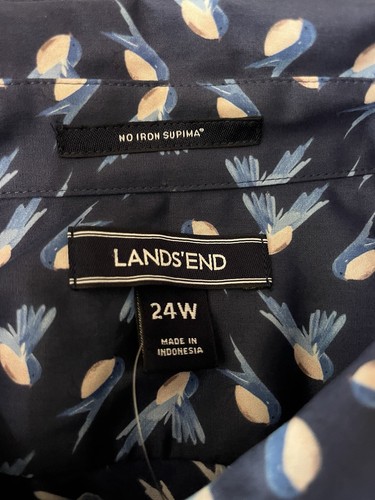 NO IRON SUPIMA®
LANDS'END
24W
MADE IN
INDONESIA